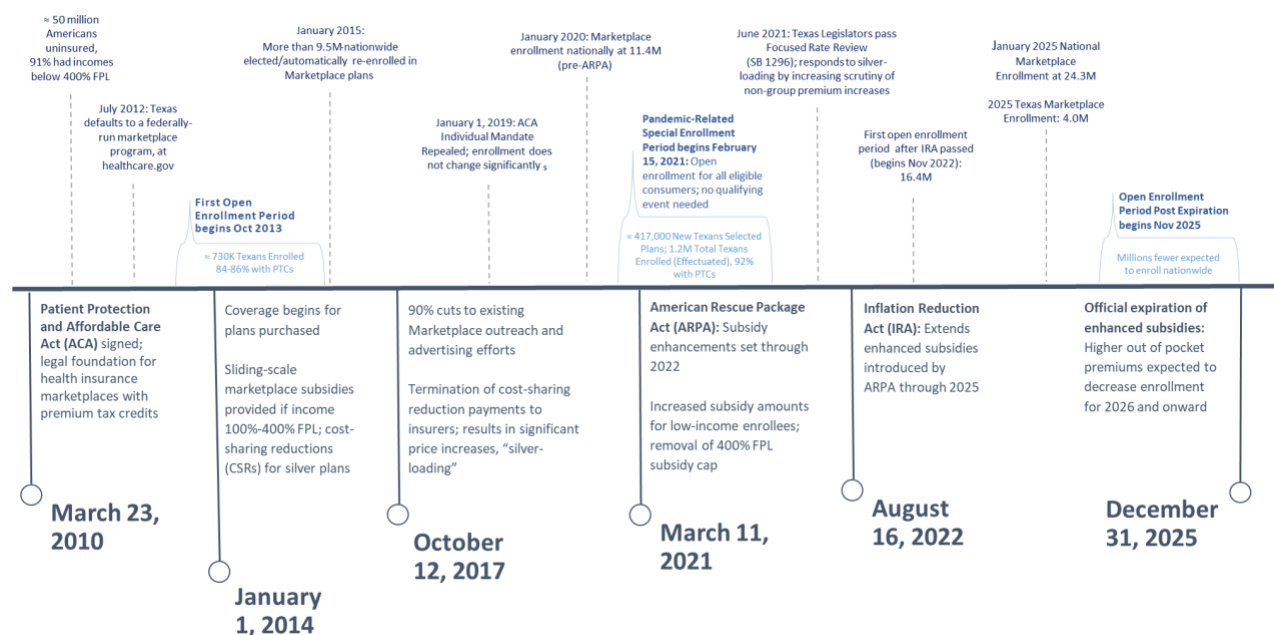 ≈ 50 million
Americans
uninsured,
91% had incomes
below 400% FPL
July 2012: Texas
defaults to a federally-
run marketplace
program, at
healthcare.gov
First Open
Enrollment Period
begins Oct 2013
≈ 730K Texans Enrolled
84-86% with PTCs
January 2015:
More than 9.5M nationwide
elected/automatically re-enrolled in
Marketplace plans
January 1, 2019: ACA
Individual Mandate
Repealed; enrollment does
not change significantly 5
January 2020: Marketplace
enrollment nationally at 11.4M
(pre-ARPA)
Pandemic-Related
Special Enrollment
Period begins February
15, 2021: Open
enrollment for all eligible
consumers; no qualifying
event needed
≈ 417,000 New Texans Selected
Plans; 1.2M Total Texans
Enrolled (Effectuated), 92%
with PTCs
June 2021: Texas Legislators pass
Focused Rate Review
(SB 1296); responds to silver-
loading by increasing scrutiny of
non-group premium increases
First open enrollment
period after IRA passed
(begins Nov 2022):
16.4M
January 2025 National
Marketplace
Enrollment at 24.3M
2025 Texas Marketplace
Enrollment: 4.0M
Open Enrollment
Period Post Expiration
begins Nov 2025
Millions fewer expected
to enroll nationwide
Patient Protection
and Affordable Care
Act (ACA) signed;
legal foundation for
health insurance
marketplaces with
premium tax credits
March 23,
2010
Coverage begins for
plans purchased
Sliding-scale
marketplace subsidies
provided if income
100%-400% FPL; cost-
sharing reductions
(CSRs) for silver plans
January
1, 2014
90% cuts to existing
Marketplace outreach and
advertising efforts
Termination of cost-sharing
reduction payments to
insurers; results in significant
price increases, “silver-
loading”
October
12, 2017
American Rescue Package
Act (ARPA): Subsidy
enhancements set through
2022
Increased subsidy amounts
for low-income enrollees;
removal of 400% FPL
subsidy cap
March 11,
2021
Inflation Reduction
Act (IRA): Extends
enhanced subsidies
introduced by
ARPA through 2025
August
16, 2022
Official expiration of
enhanced subsidies:
Higher out of pocket
premiums expected to
decrease enrollment
for 2026 and onward
December
31, 2025